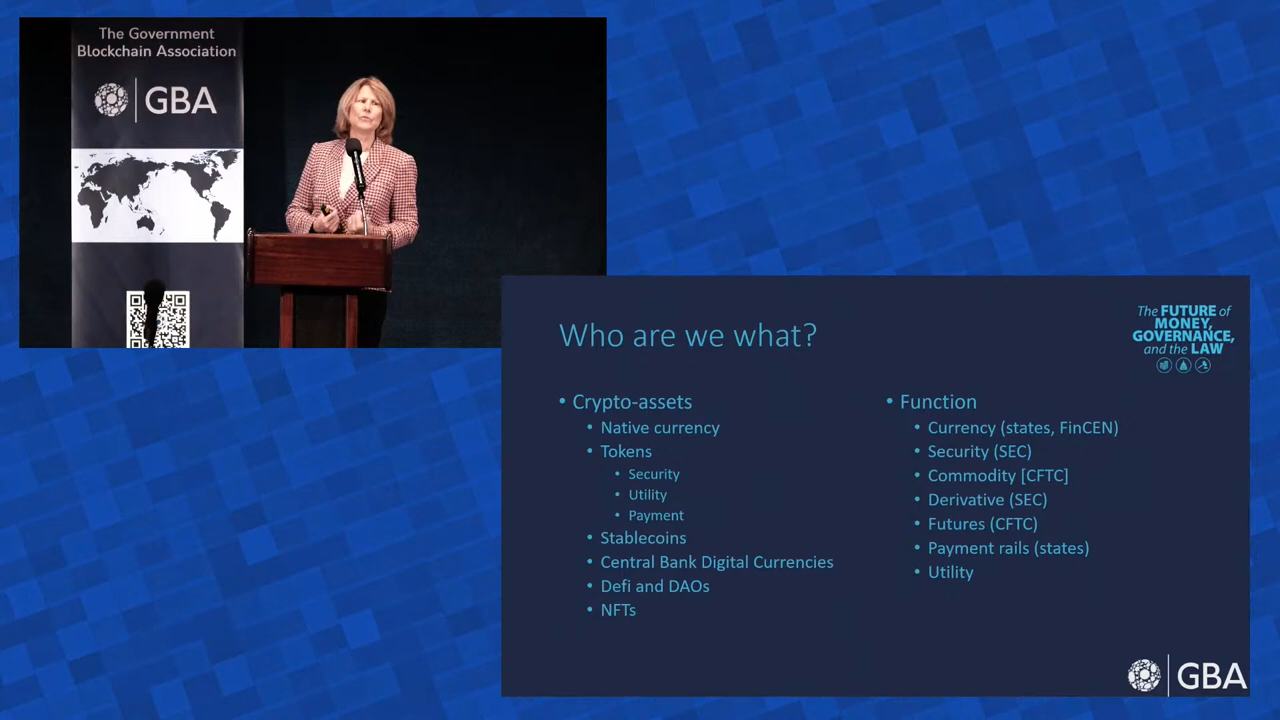 The Government
Blockchain Association
GBA
Who are we what?
The FUTURE of
MONEY,
GOVERNANCE,
and the LAW
• Crypto-assets
• Native currency
• Tokens
• Security
• Utility
• Payment
• Stablecoins
• Central Bank Digital Currencies
• Defi and DAOs
• NFTs
• Function
• Currency (states, FinCEN)
• Security (SEC)
• Commodity [CFTC]
• Derivative (SEC)
• Futures (CFTC)
• Payment rails (states)
• Utility
GBA